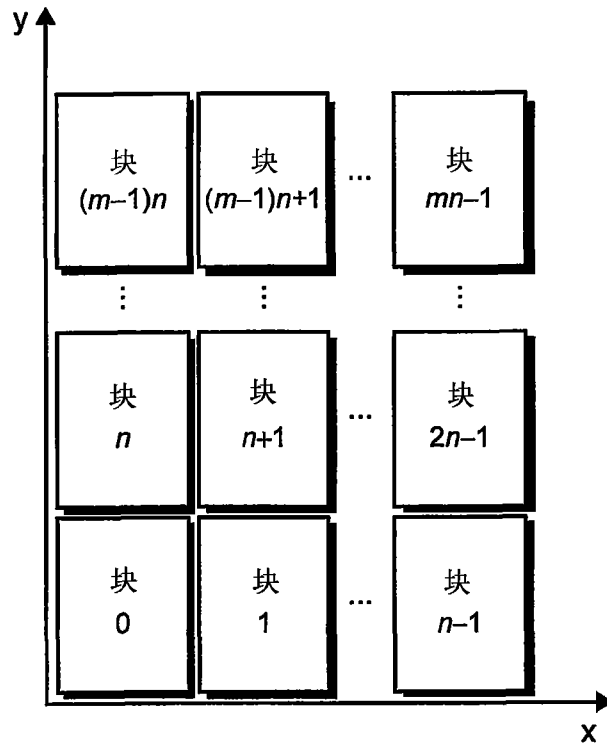 y
块 块 块
(m–1)n (m–1)n+1 ... mn–1
⋮ ⋮ ⋮
块 块 块
n n+1 ... 2n–1
块 块 块
0 1 ... n–1
x